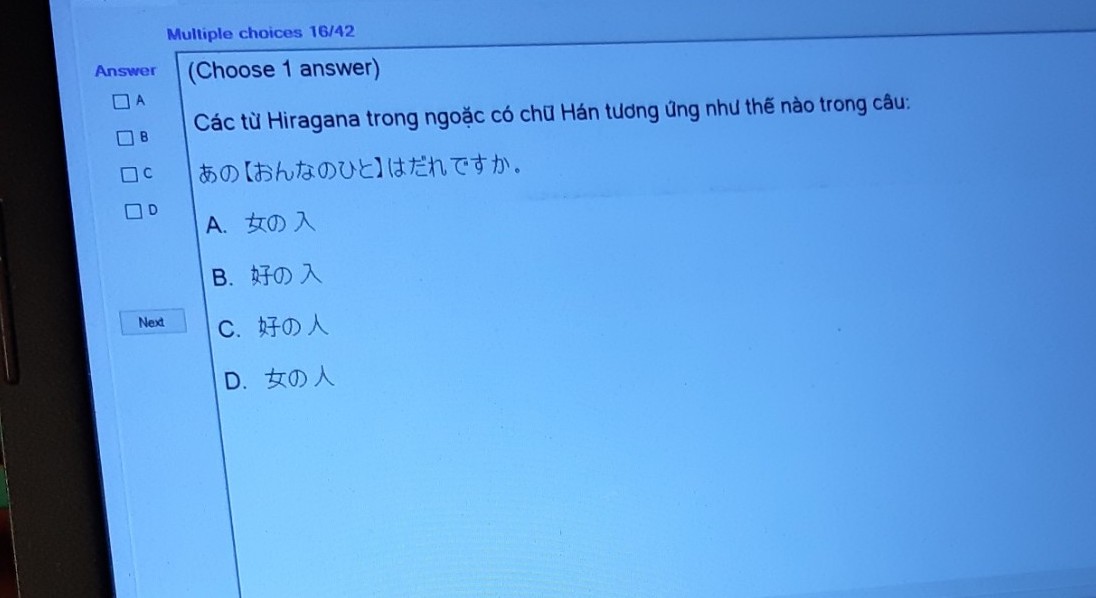 Multiple choices 16/42
Answer
A
B
C
D
Next
(Choose 1 answer)
Các từ Hiragana trong ngoặc có chữ Hán tương ứng như thế nào trong câu:
あの【おんなのひと】はだれですか。
A. 女の 入
B. 好の 入
C. 好の 人
D. 女の 人